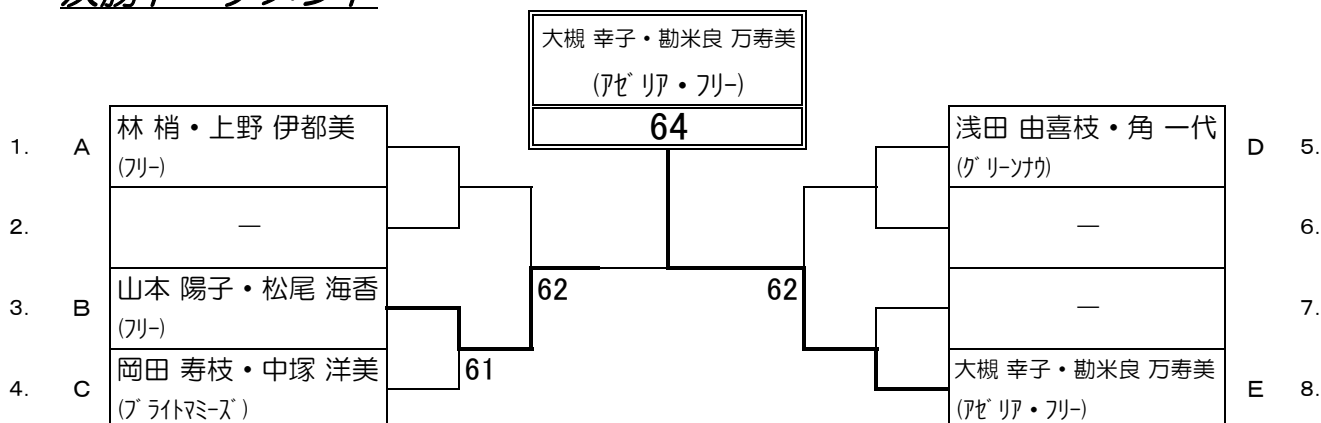 大槻 幸子・勘米良 万寿美
(アゼリア・フリー)
64
1. A 林 梢・上野 伊都美
(フリー)
2. ―
3. B 山本 陽子・松尾 海香
(フリー)
4. C 岡田 寿枝・中塚 洋美
(ブライトマミーズ)
62
61
62
浅田 由喜枝・角 一代 D 5.
(グリーンナウ)
― 6.
― 7.
大槻 幸子・勘米良 万寿美 E 8.
(アゼリア・フリー)